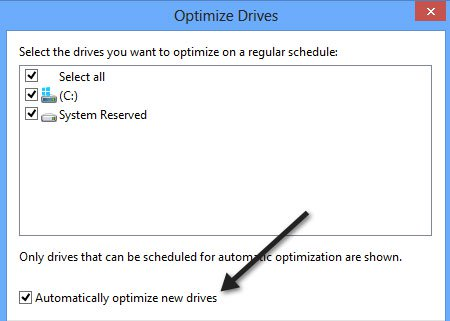 Optimize Drives
Select the drives you want to optimize on a regular schedule:
Select all
(C:)
System Reserved
Only drives that can be scheduled for automatic optimization are shown.
Automatically optimize new drives